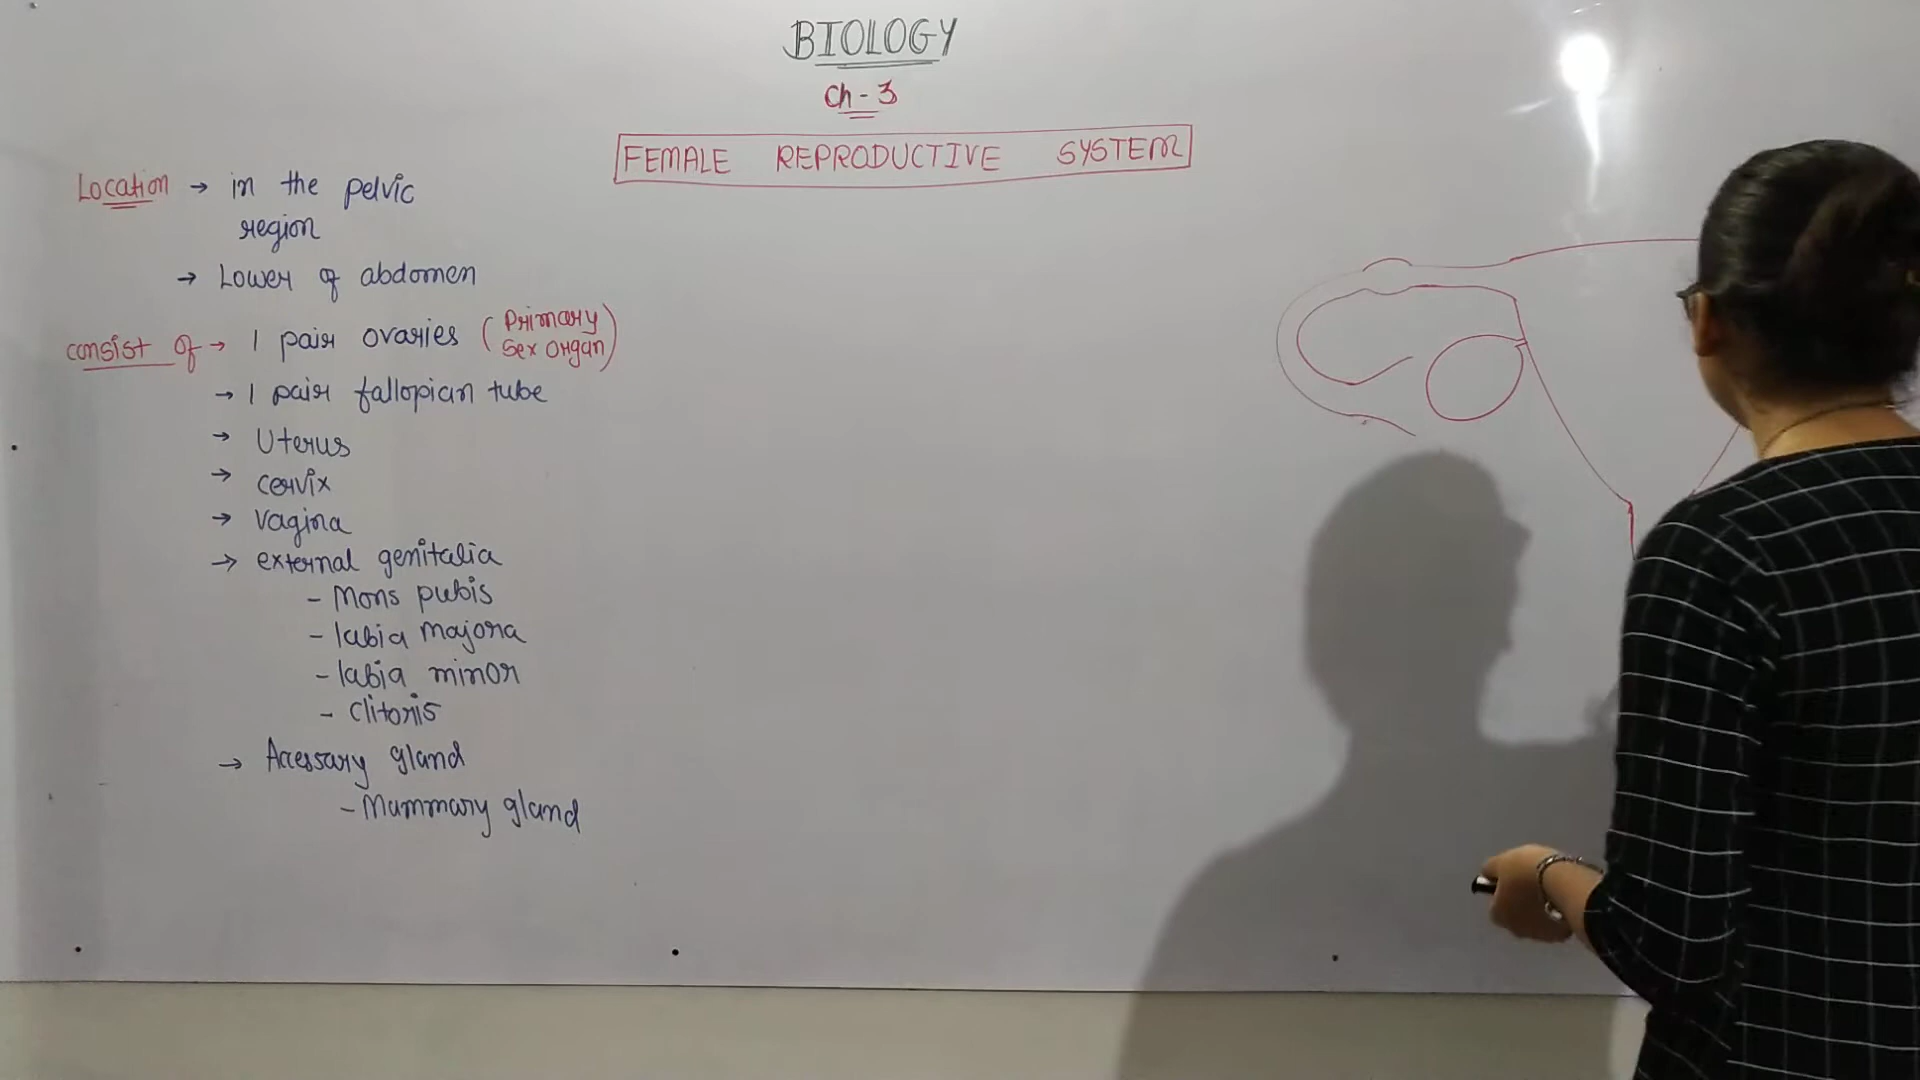 BIOLOGY
Ch - 3
FEMALE REPRODUCTIVE SYSTEM
Location → in the pelvic
region
→ Lower of abdomen
consist of → 1 pair ovaries (Primary
Sex organ)
→ 1 pair fallopian tube
→ Uterus
→ cervix
→ vagina
→ external genitalia
- Mons pubis
- labia majora
- labia minor
- clitoris
→ Accessary gland
- Mammary gland